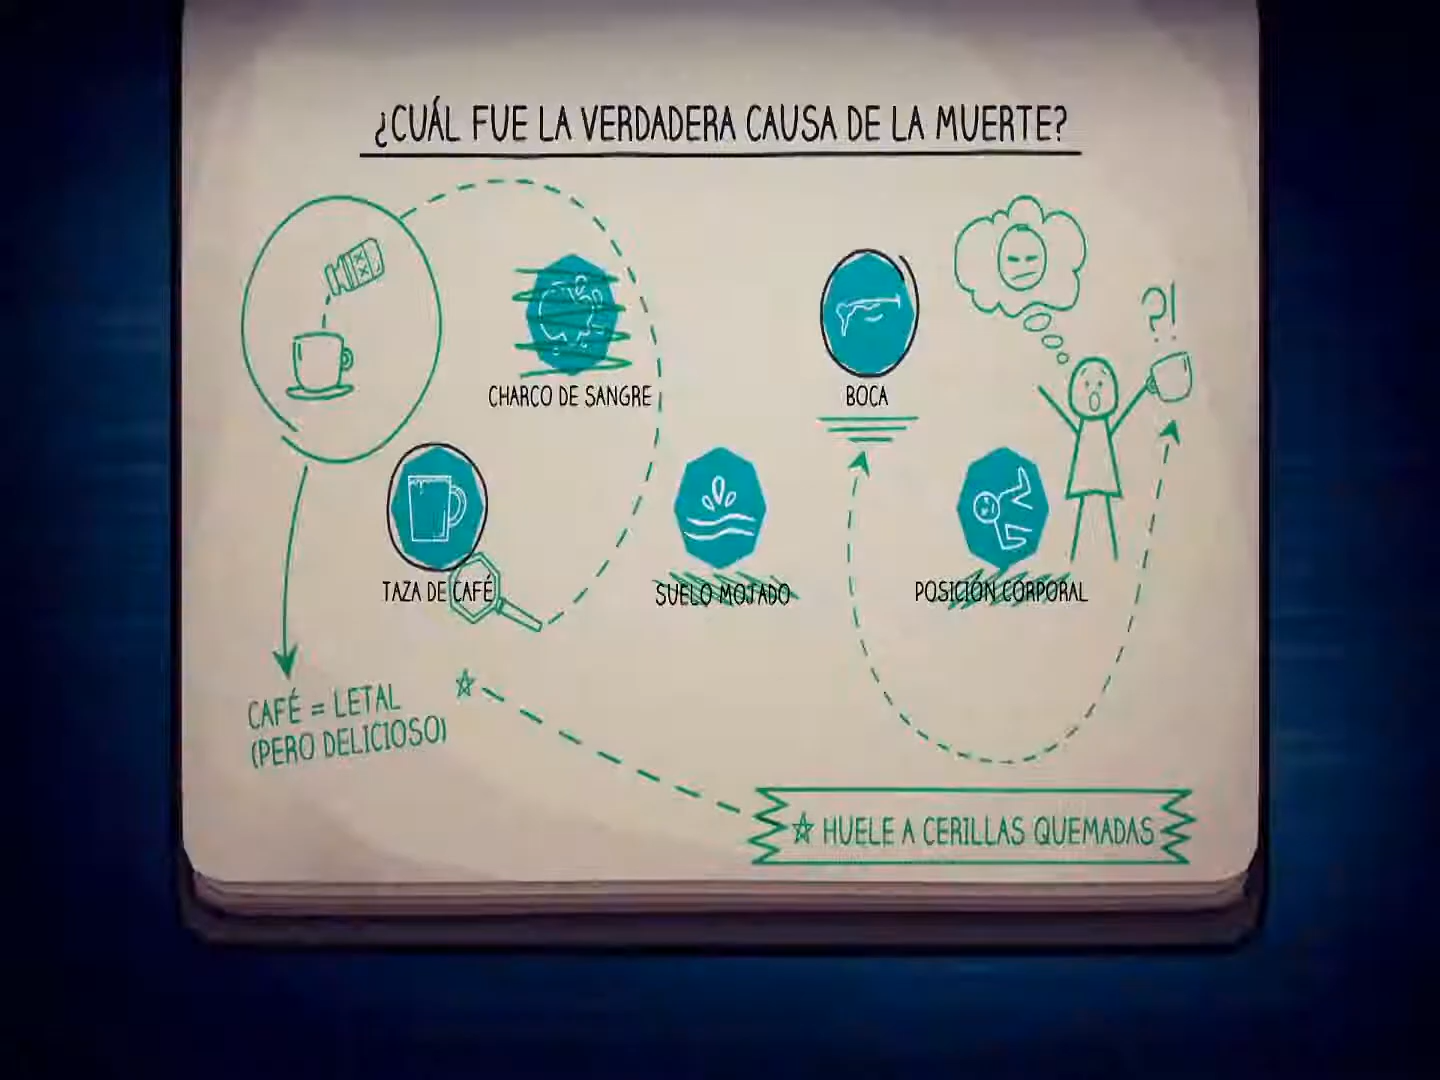 ¿CUÁL FUE LA VERDADERA CAUSA DE LA MUERTE?
?!
CHARCO DE SANGRE
BOCA
TAZA DE CAFÉ
SUELO MOJADO
POSICIÓN CORPORAL
CAFÉ = LETAL
(PERO DELICIOSO)
HUELE A CERILLAS QUEMADAS